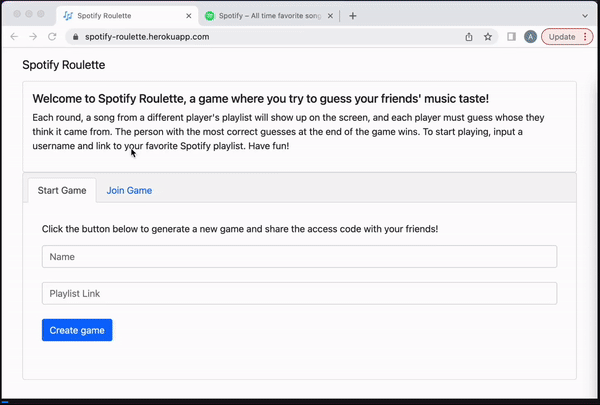 Spotify Roulette
Spotify – All time favorite song
spotify-roulette.herokuapp.com
A
Update
Spotify Roulette
Welcome to Spotify Roulette, a game where you try to guess your friends' music taste!
Each round, a song from a different player's playlist will show up on the screen, and each player must guess whose they
think it came from. The person with the most correct guesses at the end of the game wins. To start playing, input a
username and link to your favorite Spotify playlist. Have fun!
Start Game
Join Game
Click the button below to generate a new game and share the access code with your friends!
Name
Playlist Link
Create game